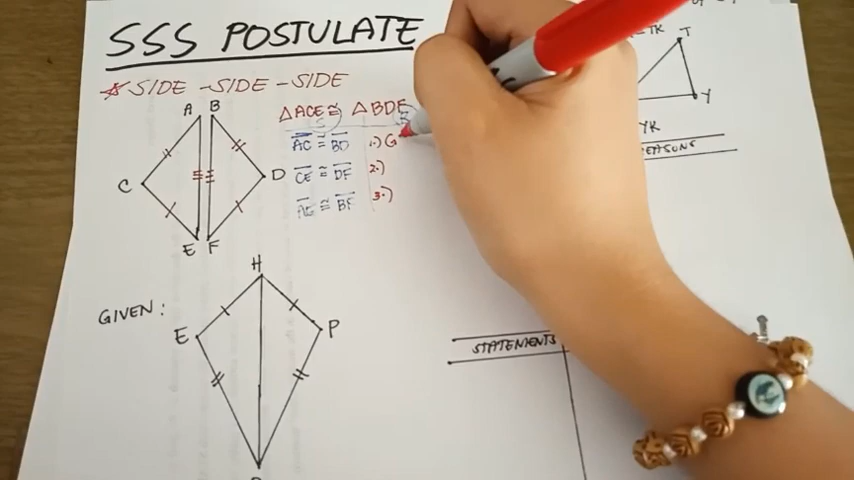 SSS POSTULATE
SIDE - SIDE - SIDE
△ACE ≅ △BDF
AC ≅ BD 1.) G
CE ≅ DF 2.)
AE ≅ BF 3.)
A B
C D
E F
T
Y
YK
REASONS
GIVEN:
H
E P
STATEMENTS